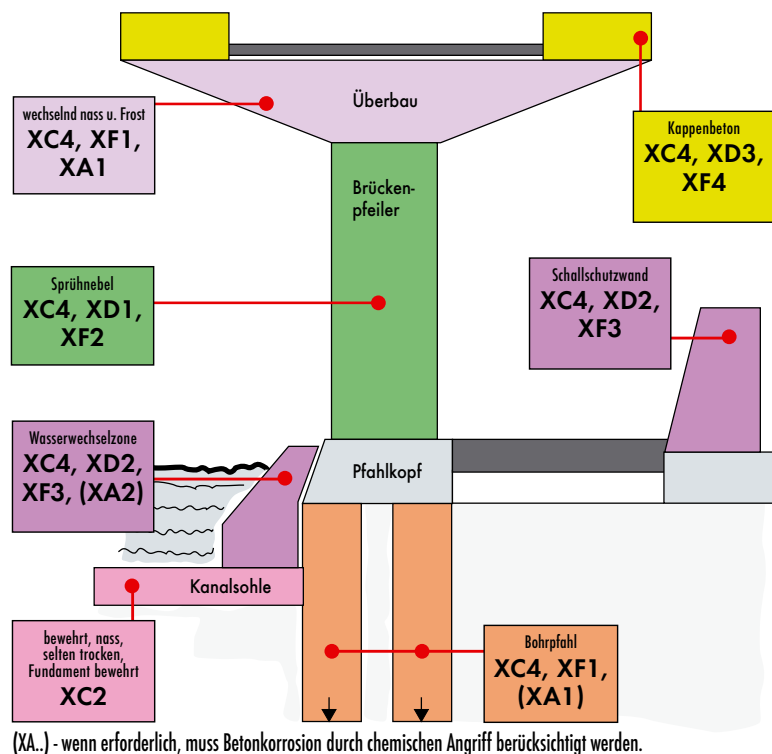 Überbau
wechselnd nass u. Frost
XC4, XF1,
XA1
Kappenbeton
XC4, XD3,
XF4
Brücken-
pfeiler
Sprühnebel
XC4, XD1,
XF2
Schallschutzwand
XC4, XD2,
XF3
Wasserwechselzone
XC4, XD2,
XF3, (XA2)
Pfahlkopf
Kanalsohle
bewehrt, nass,
selten trocken,
Fundament bewehrt
XC2
Bohrpfahl
XC4, XF1,
(XA1)
(XA..) - wenn erforderlich, muss Betonkorrosion durch chemischen Angriff berücksichtigt werden.